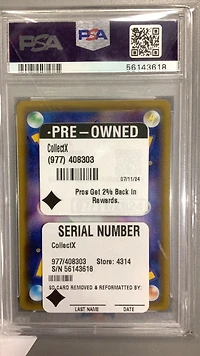 PSA
PSA
56143618
PRE-OWNED
CollectX
(977) 408303
07/11/24
Pros Get 2% Back In
Rewards.
SERIAL NUMBER
CollectX
977/408303 Store: 4314
S/N 56143618
SD CARD REMOVED & REFORMATTED BY:
LAST NAME DATE